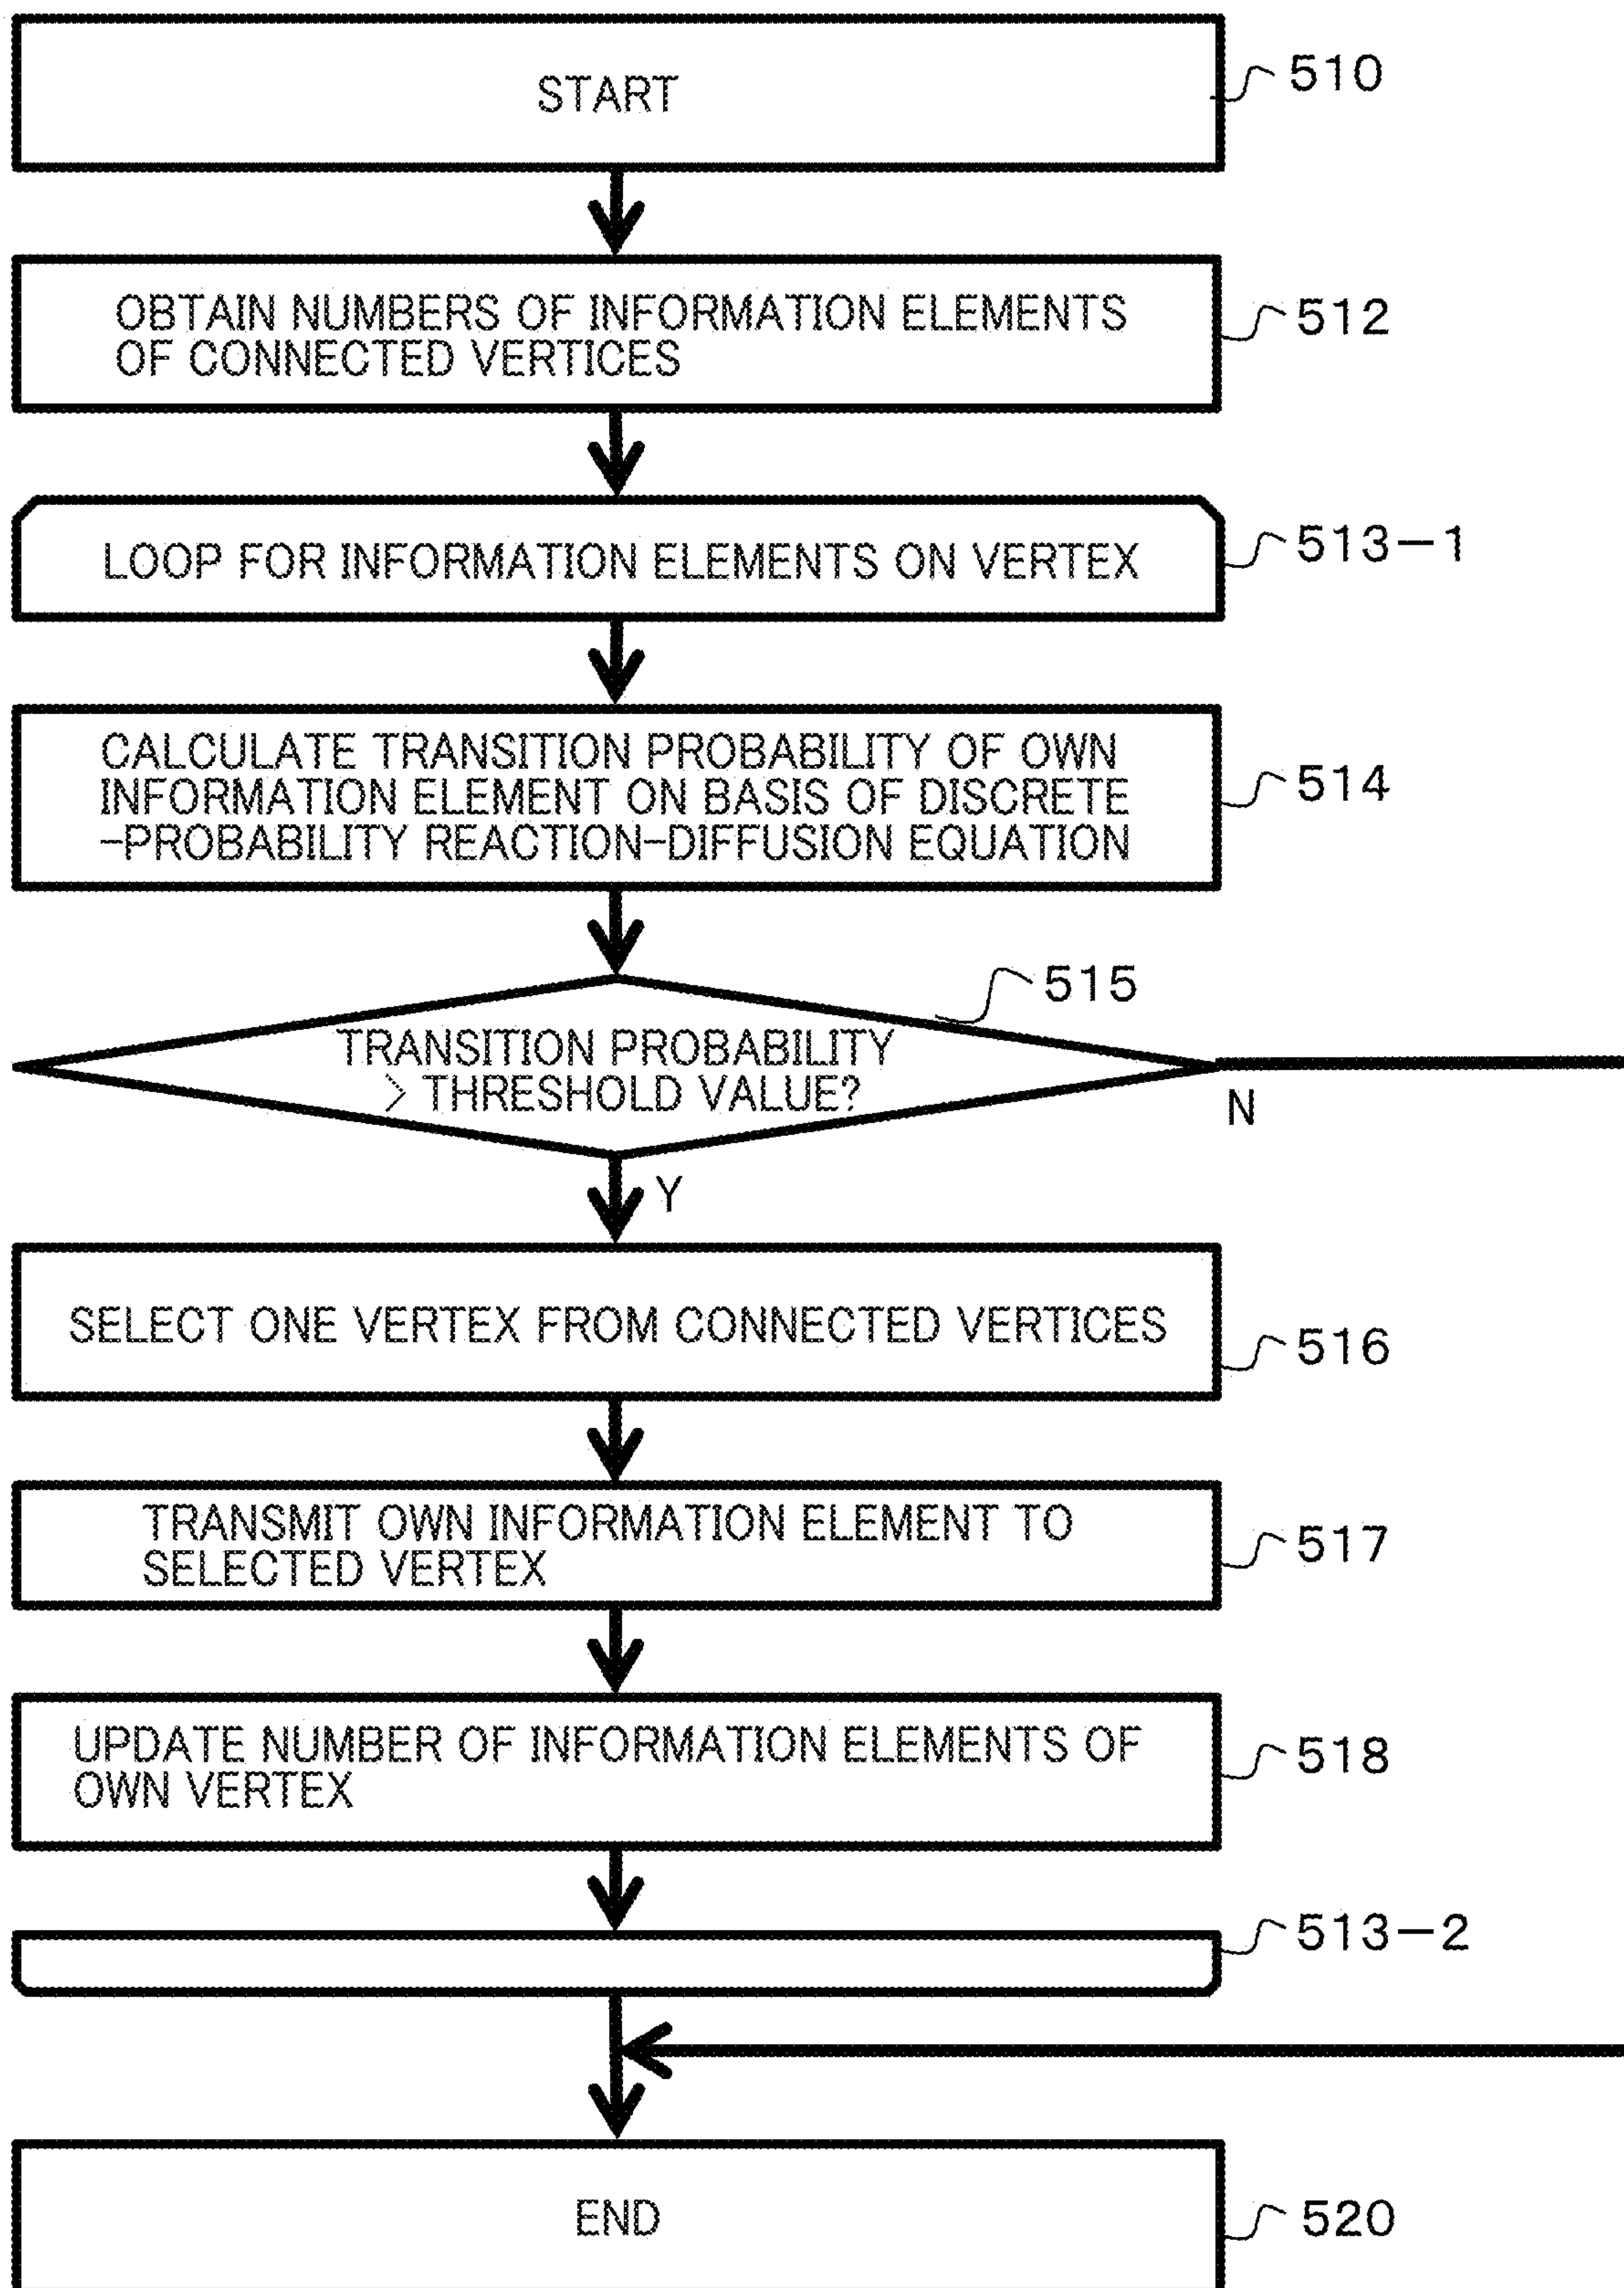 START
510
OBTAIN NUMBERS OF INFORMATION ELEMENTS
OF CONNECTED VERTICES
512
LOOP FOR INFORMATION ELEMENTS ON VERTEX
513-1
CALCULATE TRANSITION PROBABILITY OF OWN
INFORMATION ELEMENT ON BASIS OF DISCRETE
-PROBABILITY REACTION-DIFFUSION EQUATION
514
515
TRANSITION PROBABILITY
> THRESHOLD VALUE?
N
Y
SELECT ONE VERTEX FROM CONNECTED VERTICES
516
TRANSMIT OWN INFORMATION ELEMENT TO
SELECTED VERTEX
517
UPDATE NUMBER OF INFORMATION ELEMENTS OF
OWN VERTEX
518
513-2
END
520